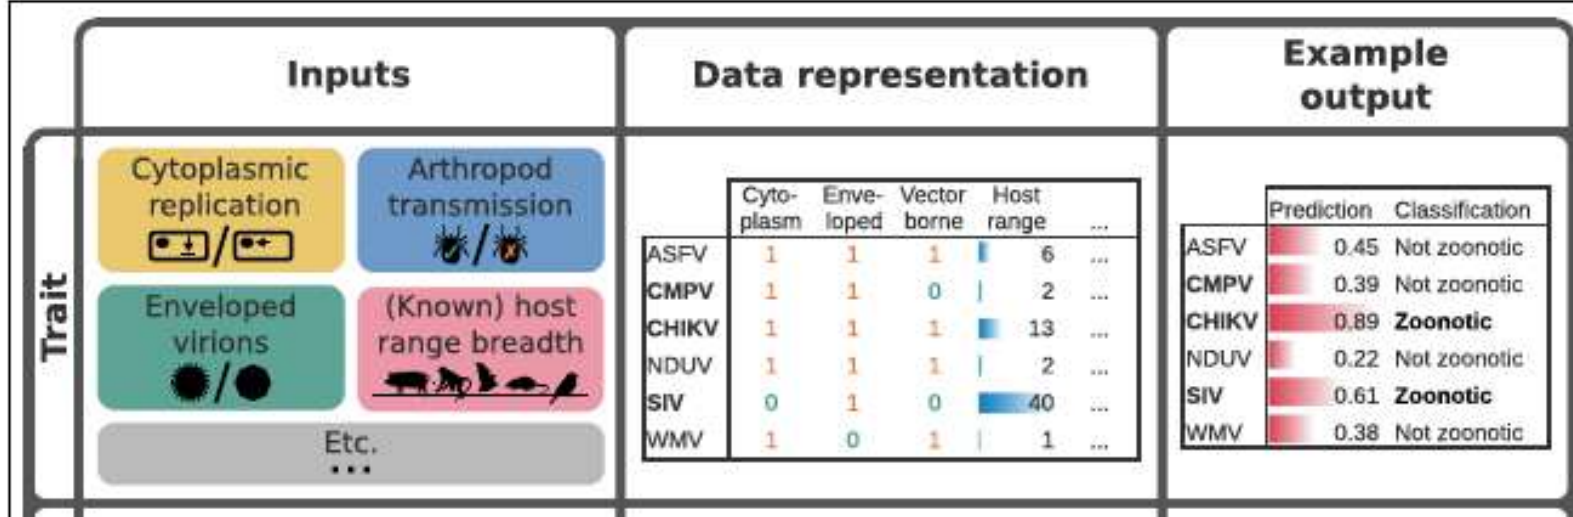 Inputs
Data representation
Example
output
Trait
Cytoplasmic
replication
Arthropod
transmission
Enveloped
virions
(Known) host
range breadth
Etc.
...
Cyto- Enve- Vector Host
plasm loped borne range ...
ASFV 1 1 1 6 ...
CMPV 1 1 0 2 ...
CHIKV 1 1 1 13 ...
NDUV 1 1 1 2 ...
SIV 0 1 0 40 ...
WMV 1 0 1 1 ...
Prediction Classification
ASFV 0.45 Not zoonotic
CMPV 0.39 Not zoonotic
CHIKV 0.89 Zoonotic
NDUV 0.22 Not zoonotic
SIV 0.61 Zoonotic
WMV 0.38 Not zoonotic